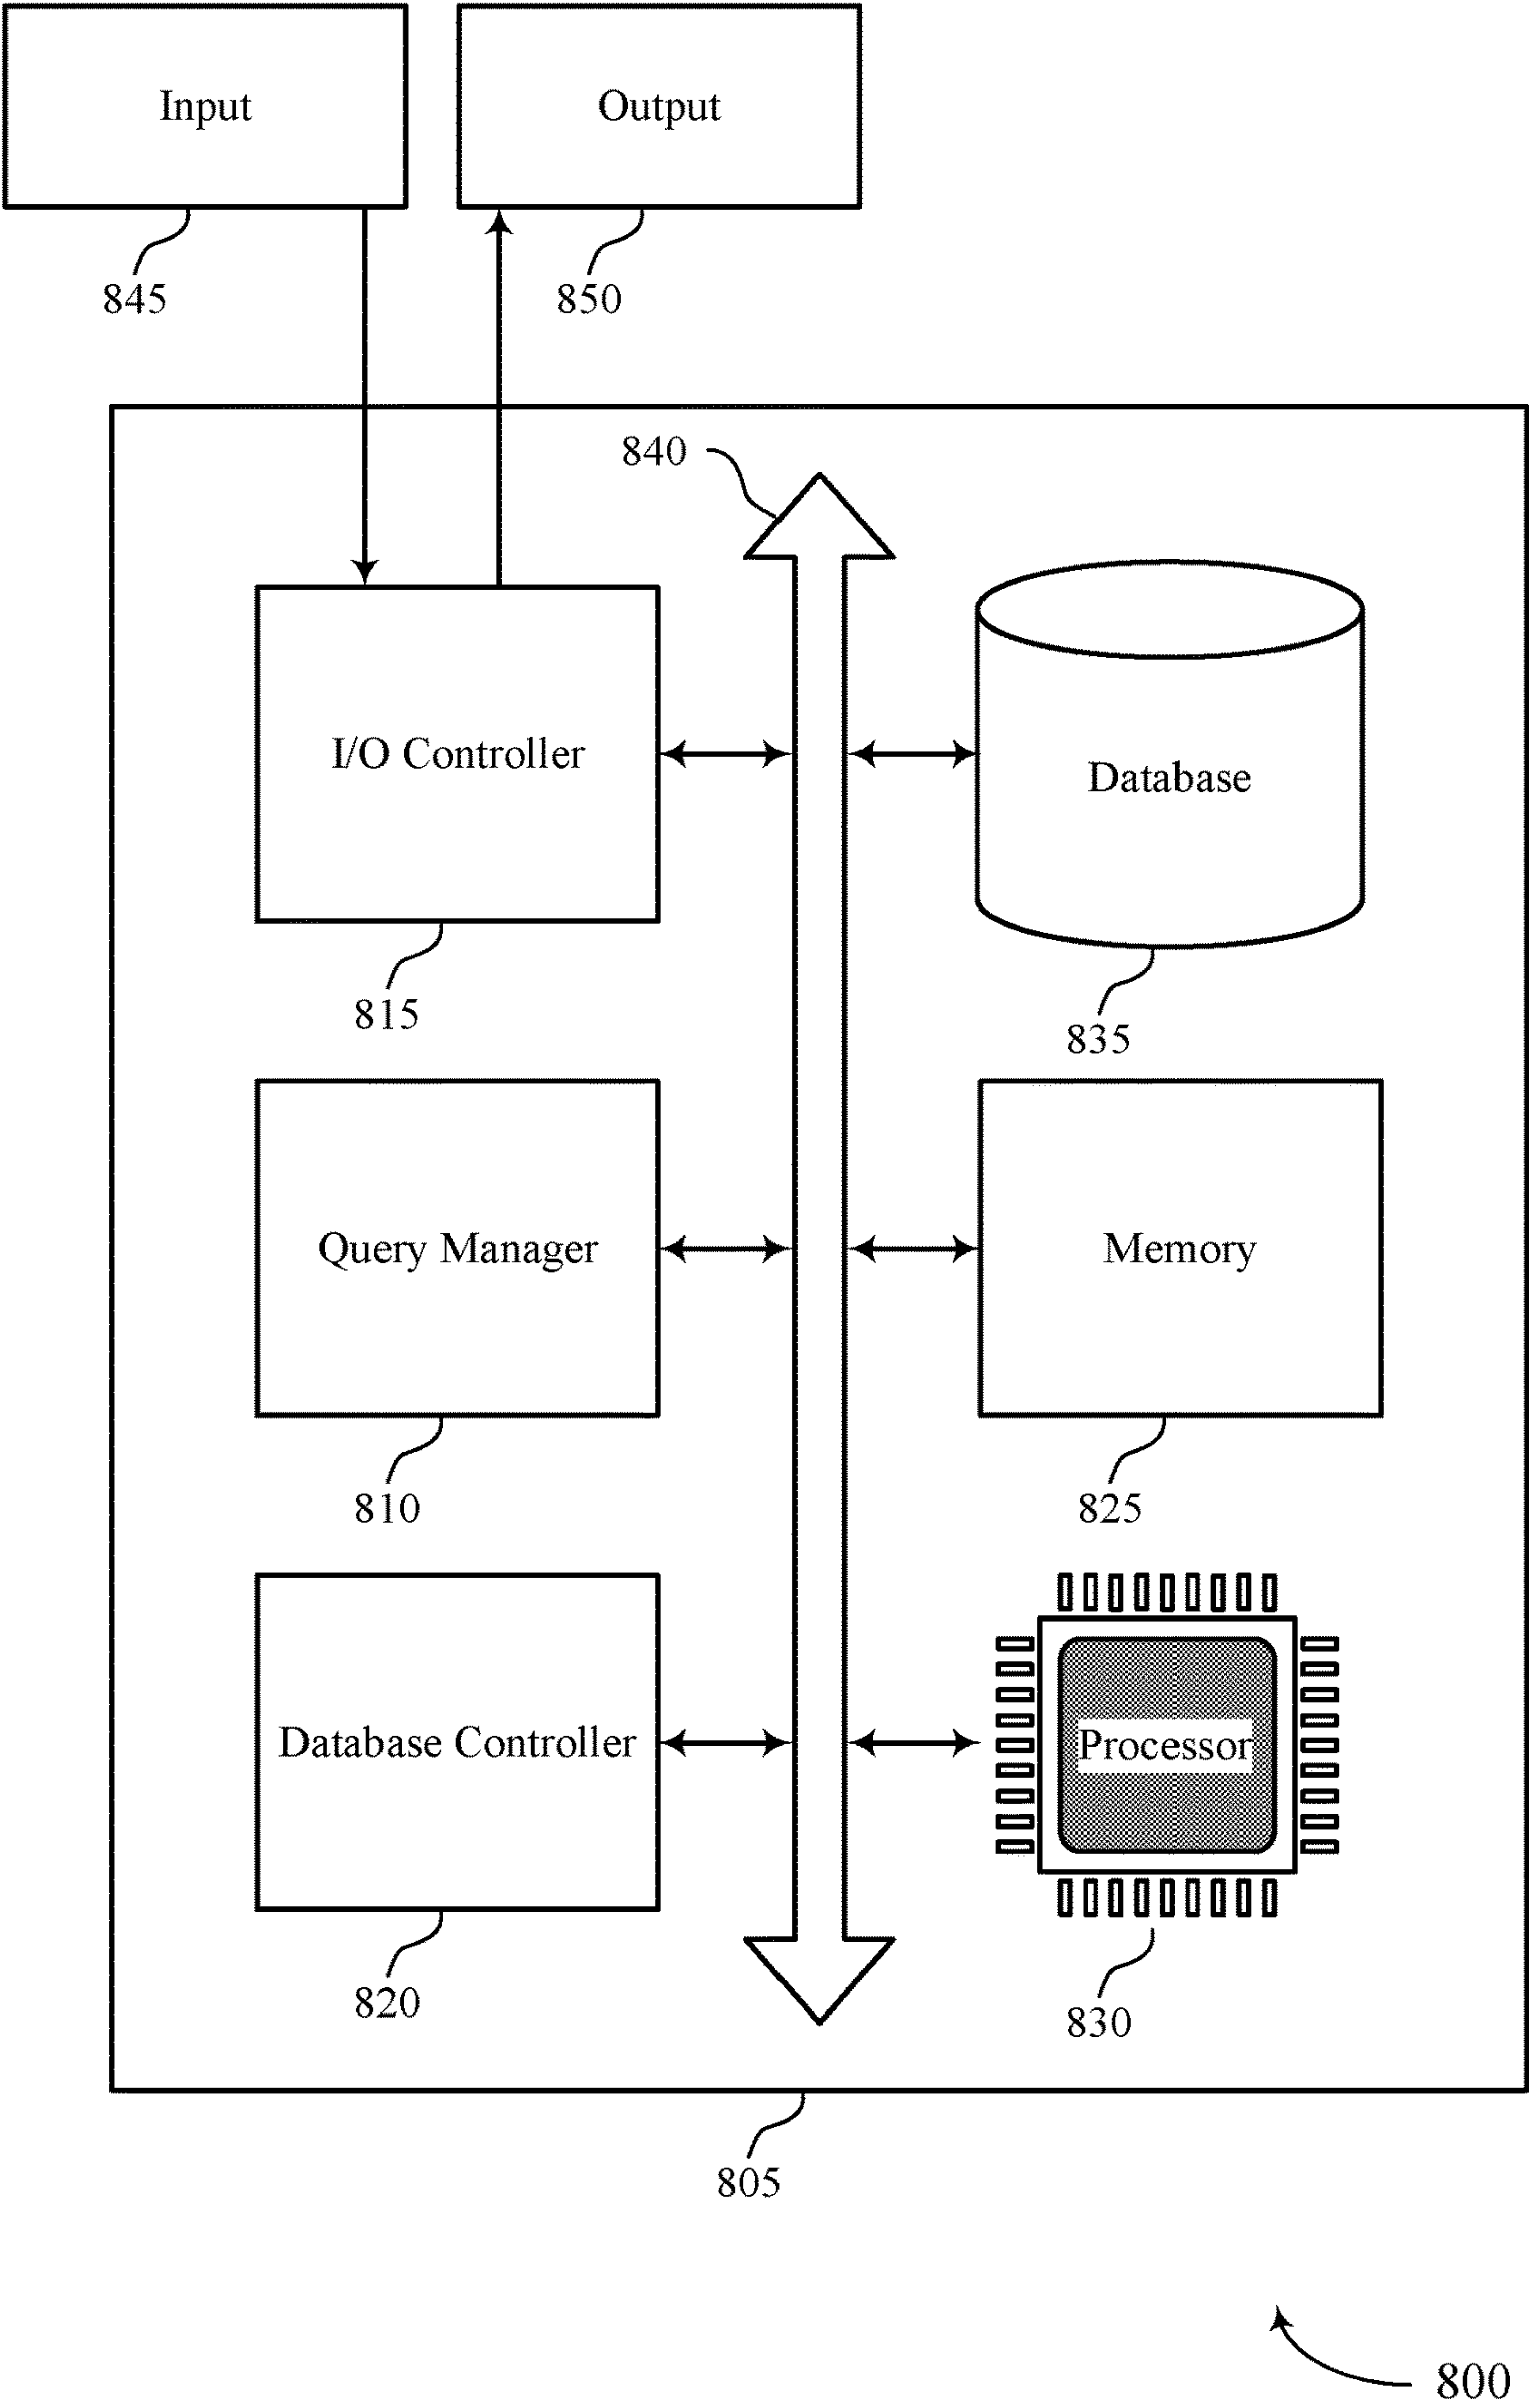 Input
Output
845
850
840
I/O Controller
Database
815
835
Query Manager
Memory
810
825
Database Controller
Processor
820
830
805
800